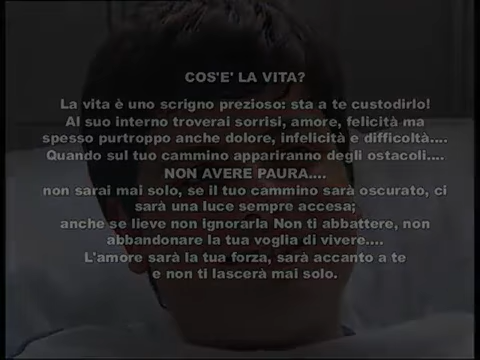 COS'E' LA VITA?
La vita è uno scrigno prezioso: sta a te custodirlo!
Al suo interno troverai sorrisi, amore, felicità ma
spesso purtroppo anche dolore, infelicità e difficoltà....
Quando sul tuo cammino appariranno degli ostacoli....
NON AVERE PAURA....
non sarai mai solo, se il tuo cammino sarà oscurato, ci
sarà una luce sempre accesa;
anche se lieve non ignorarla Non ti abbattere, non
abbandonare la tua voglia di vivere....
L'amore sarà la tua forza, sarà accanto a te
e non ti lascerà mai solo.